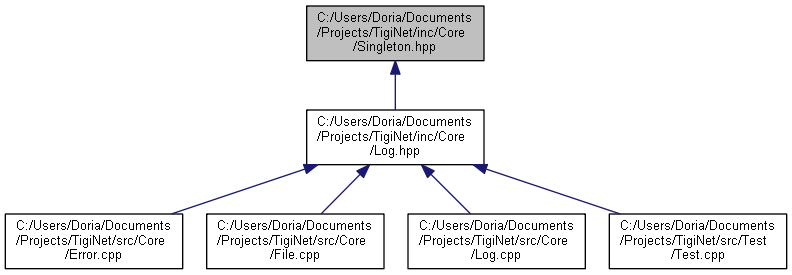 C:/Users/Doria/Documents
/Projects/TigiNet/inc/Core
/Singleton.hpp
C:/Users/Doria/Documents
/Projects/TigiNet/inc/Core
/Log.hpp
C:/Users/Doria/Documents
/Projects/TigiNet/src/Core
/Error.cpp
C:/Users/Doria/Documents
/Projects/TigiNet/src/Core
/File.cpp
C:/Users/Doria/Documents
/Projects/TigiNet/src/Core
/Log.cpp
C:/Users/Doria/Documents
/Projects/TigiNet/src/Test
/Test.cpp